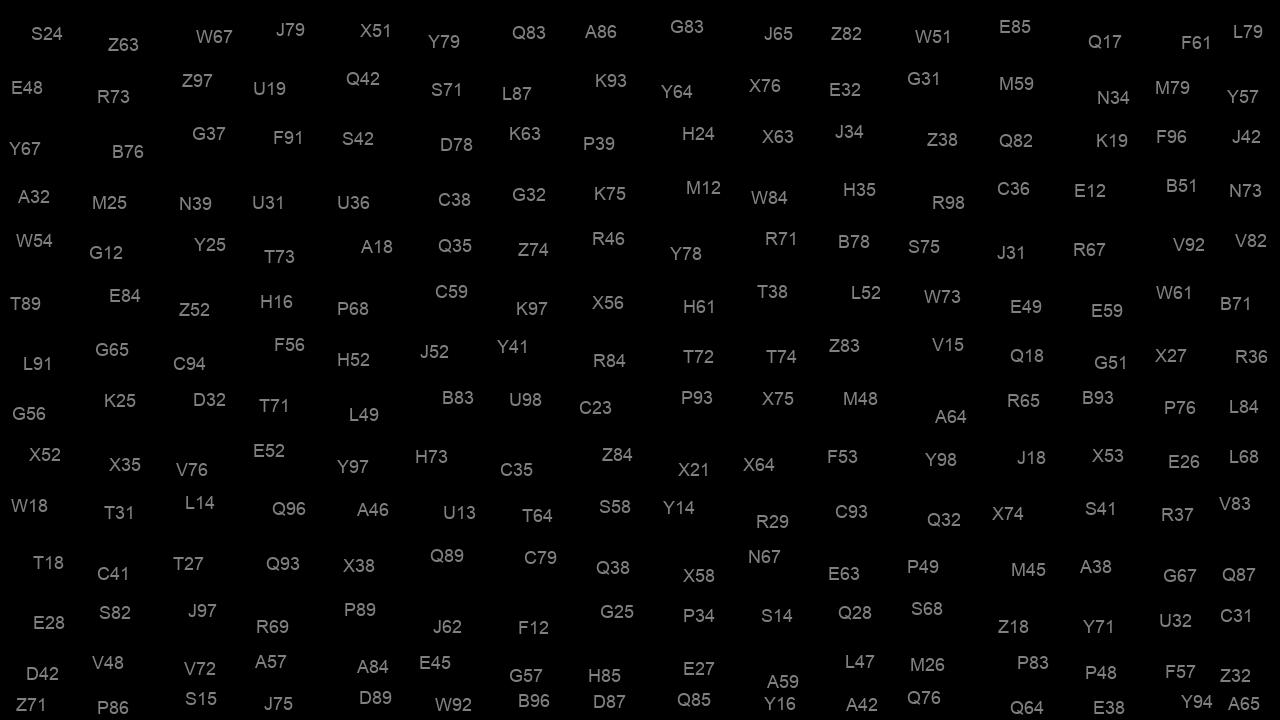 S24 Z63 W67 J79 X51 Y79 Q83 A86 G83 J65 Z82 W51 E85 Q17 F61 L79
E48 R73 Z97 U19 Q42 S71 L87 K93 Y64 X76 E32 G31 M59 N34 M79 Y57
Y67 B76 G37 F91 S42 D78 K63 P39 H24 X63 J34 Z38 Q82 K19 F96 J42
A32 M25 N39 U31 U36 C38 G32 K75 M12 W84 H35 R98 C36 E12 B51 N73
W54 G12 Y25 T73 A18 Q35 Z74 R46 Y78 R71 B78 S75 J31 R67 V92 V82
T89 E84 Z52 H16 P68 C59 K97 X56 H61 T38 L52 W73 E49 E59 W61 B71
L91 G65 C94 F56 H52 J52 Y41 R84 T72 T74 Z83 V15 Q18 G51 X27 R36
G56 K25 D32 T71 L49 B83 U98 C23 P93 X75 M48 A64 R65 B93 P76 L84
X52 X35 V76 E52 Y97 H73 C35 Z84 X21 X64 F53 Y98 J18 X53 E26 L68
W18 T31 L14 Q96 A46 U13 T64 S58 Y14 R29 C93 Q32 X74 S41 R37 V83
T18 C41 T27 Q93 X38 Q89 C79 Q38 X58 N67 E63 P49 M45 A38 G67 Q87
E28 S82 J97 R69 P89 J62 F12 G25 P34 S14 Q28 S68 Z18 Y71 U32 C31
D42 V48 V72 A57 A84 E45 G57 H85 E27 A59 L47 M26 P83 P48 F57 Z32
Z71 P86 S15 J75 D89 W92 B96 D87 Q85 Y16 A42 Q76 Q64 E38 Y94 A65